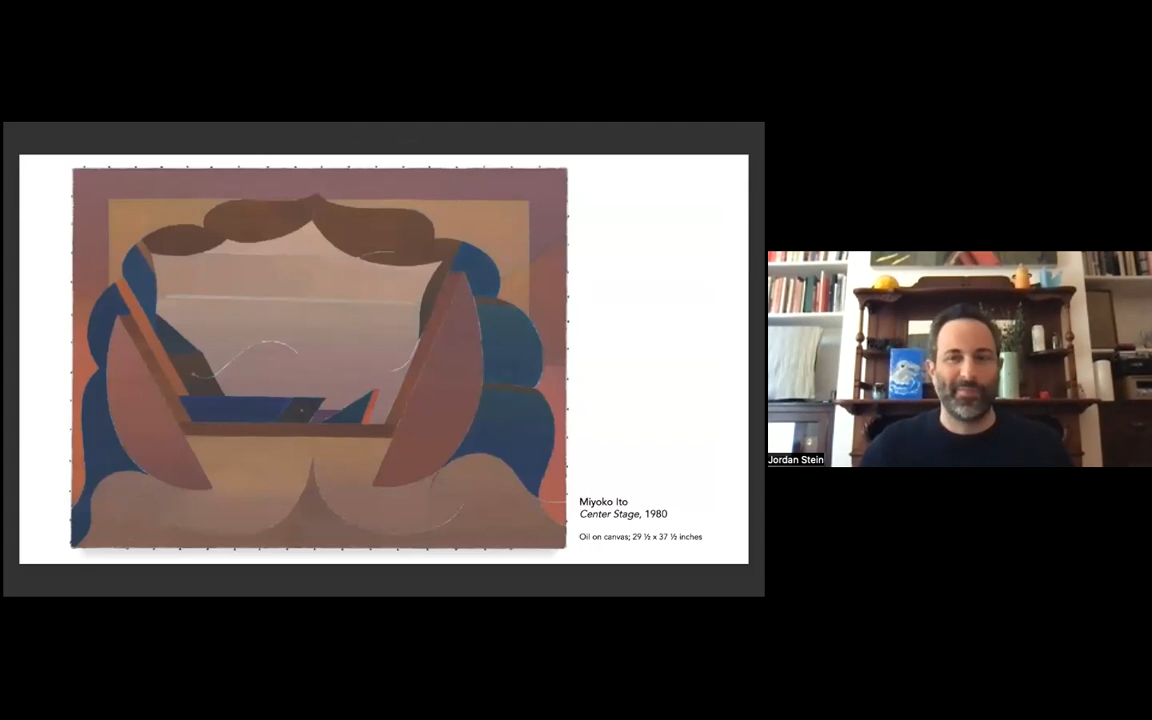 Miyoko Ito
Center Stage, 1980
Oil on canvas; 29 ½ x 37 ½ inches
Jordan Stein